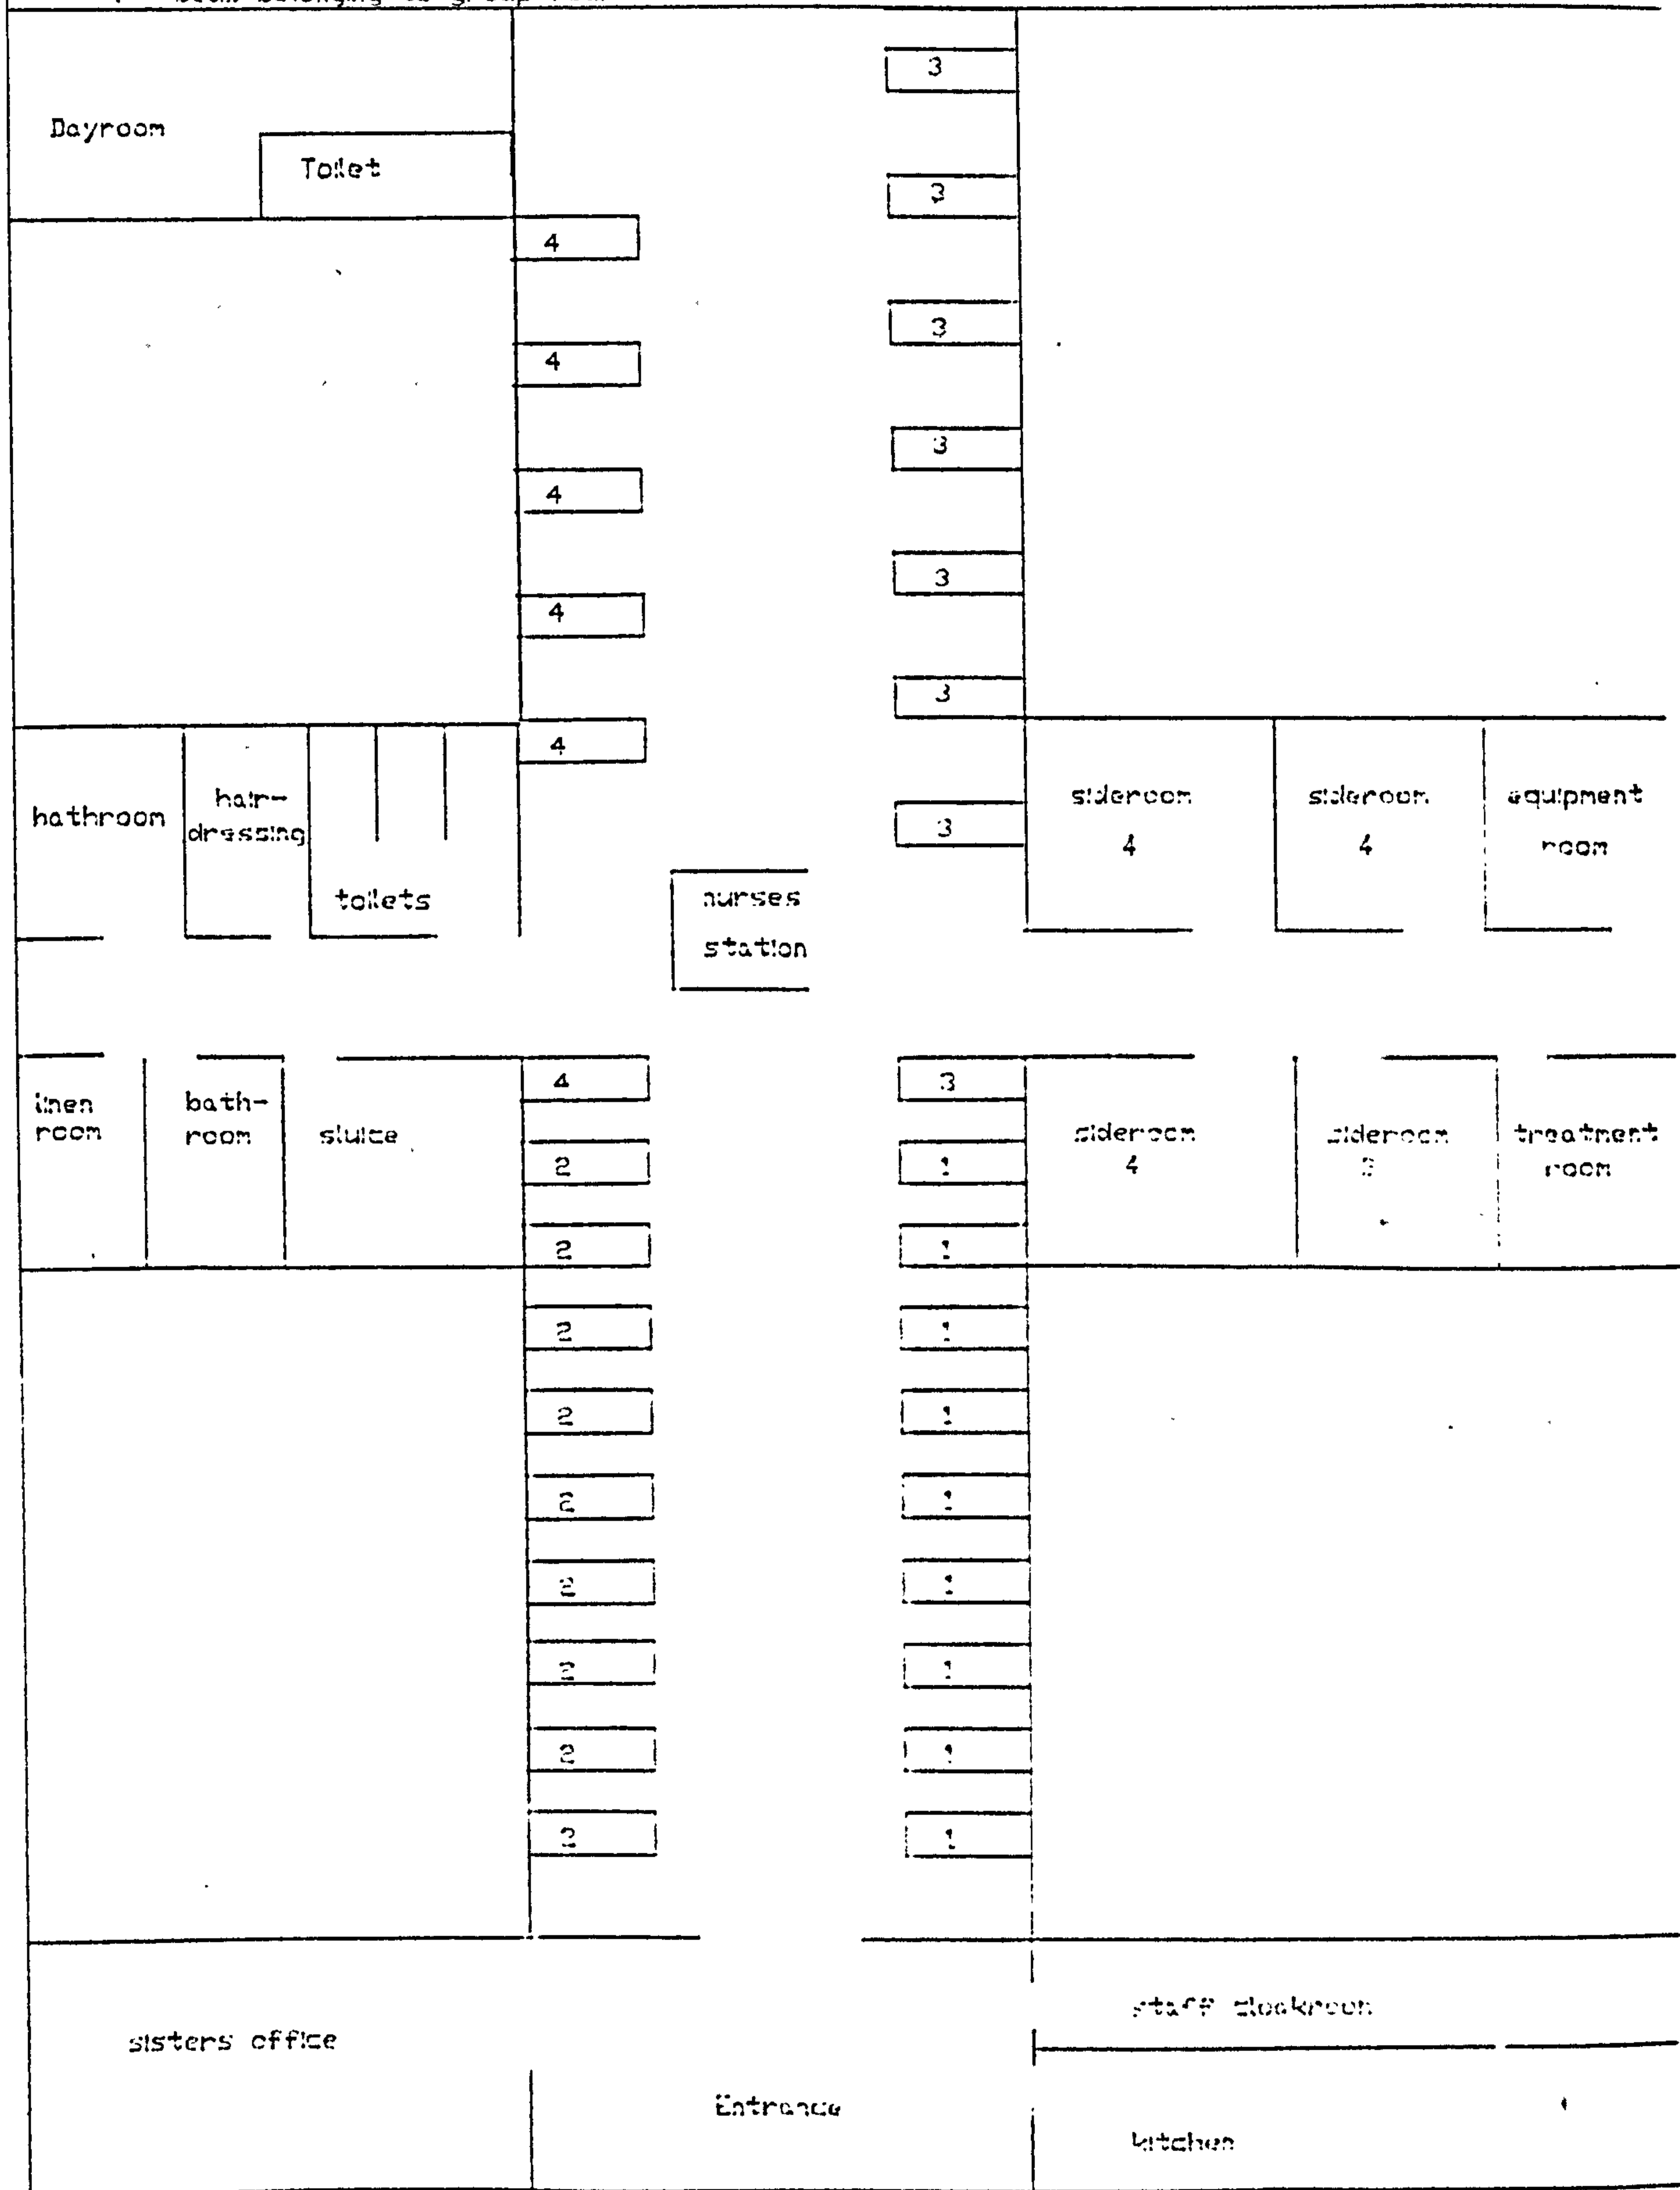 Dayroom
Toilet
3
3
4
3
4
3
4
3
4
3
4
3
bathroom
hair-
dressing
toilets
nurses
station
sideroom
4
sideroom
4
equipment
room
linen
room
bath-
room
sluice
4
3
sideroom
4
sideroom
treatment
room
2
1
2
1
2
1
2
1
2
1
2
1
2
1
2
1
2
1
sisters office
Entrance
staff cloakroom
kitchen